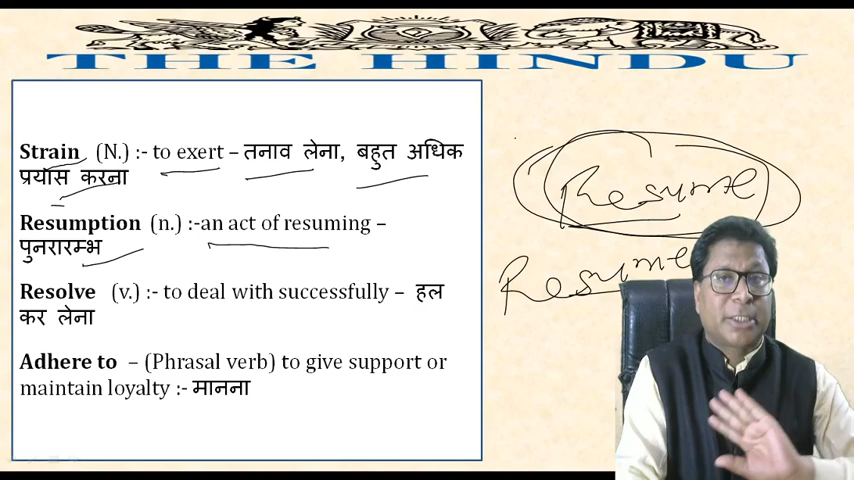 THE HINDU
Strain (N.) :- to exert – तनाव लेना, बहुत अधिक
प्रयास करना
Resumption (n.) :-an act of resuming –
पुनरारम्भ
Resolve (v.) :- to deal with successfully – हल
कर लेना
Adhere to – (Phrasal verb) to give support or
maintain loyalty :- मानना
Resume
Resume